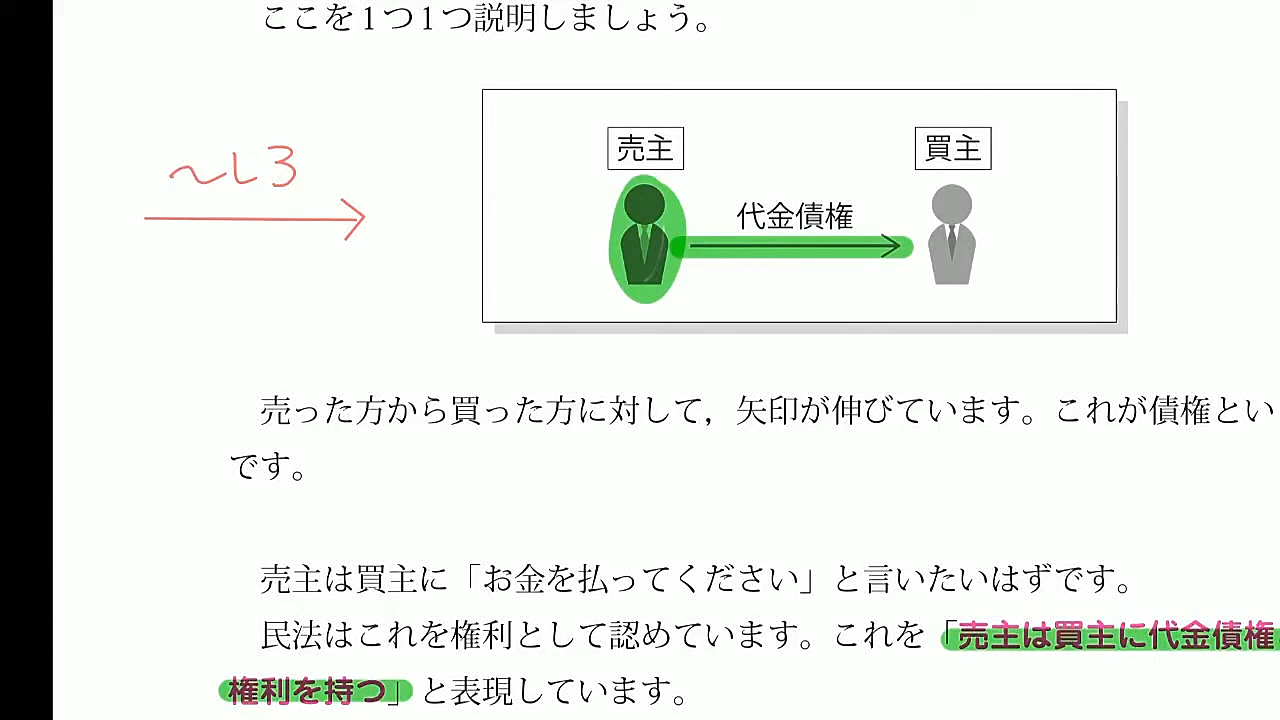 ここを1つ1つ説明しましょう。
〜しろ
売主
買主
代金債権
売った方から買った方に対して，矢印が伸びています。これが債権とい
です。
売主は買主に「お金を払ってください」と言いたいはずです。
民法はこれを権利として認めています。これを「売主は買主に代金債権
権利を持つ」と表現しています。